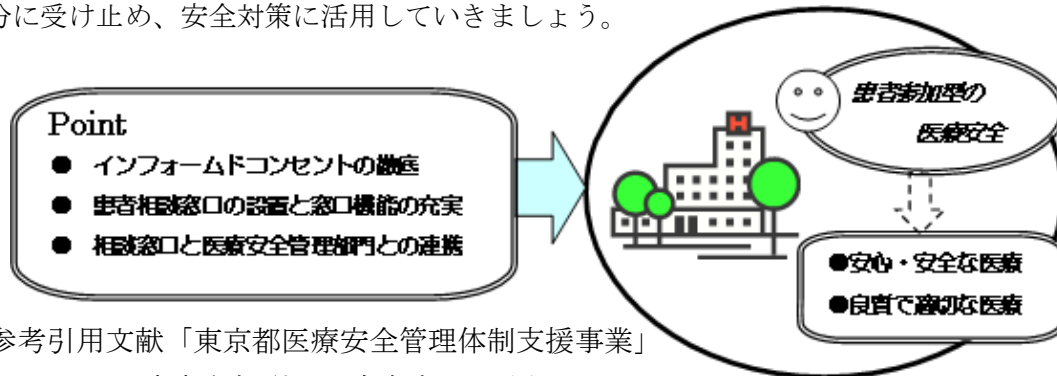 分に受け止め、安全対策に活用していきましょう。
Point
● インフォームドコンセントの徹底
● 患者相談窓口の設置と窓口機能の充実
● 相談窓口と医療安全管理部門との連携
H
患者参加型の
医療安全
●安心・安全な医療
●良質で適切な医療
参考引用文献「東京都医療安全管理体制支援事業」